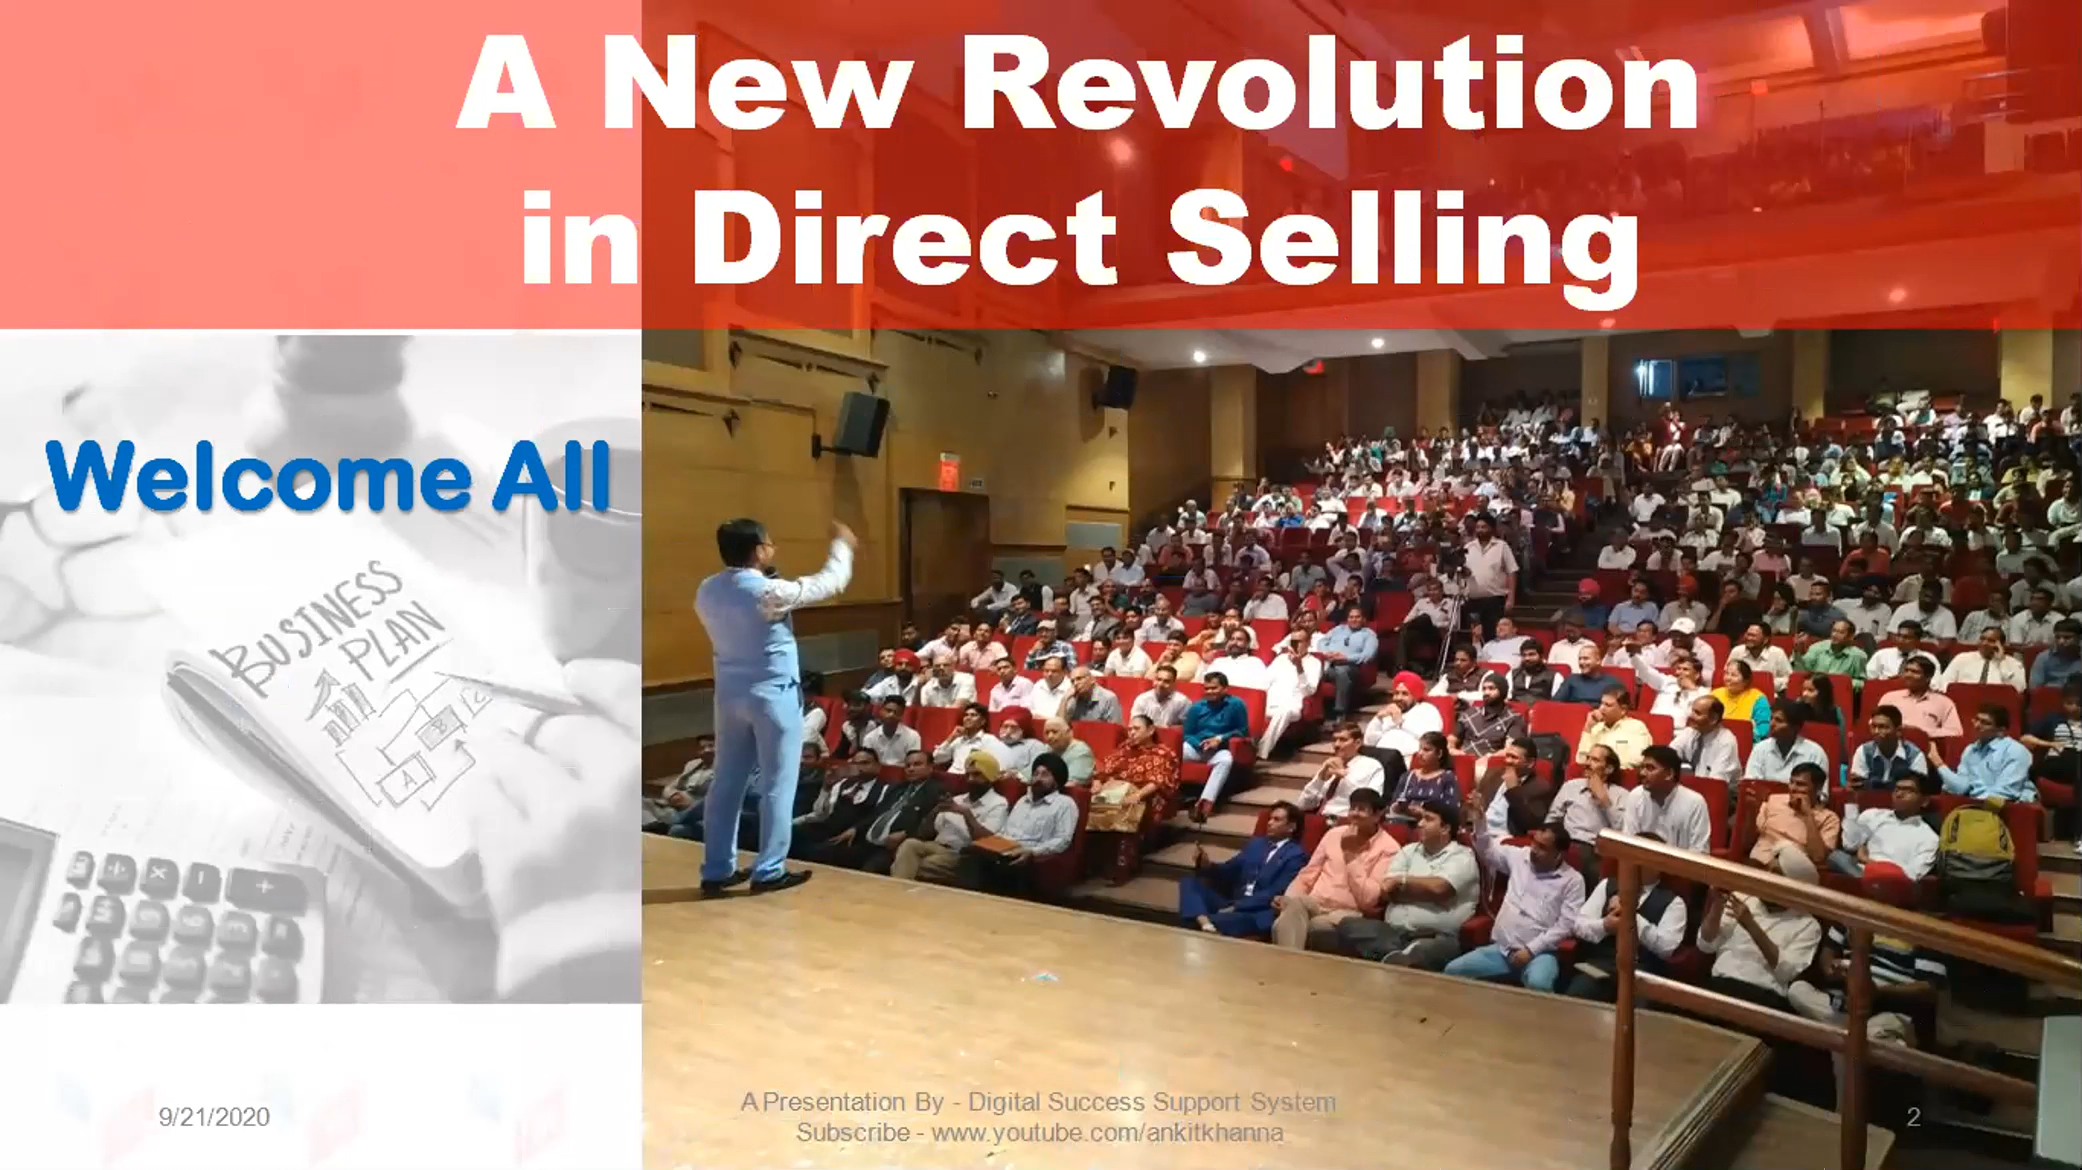 A New Revolution
in Direct Selling
Welcome All
BUSINESS
PLAN
B
C
A
9/21/2020
A Presentation By - Digital Success Support System
Subscribe - www.youtube.com/ankitkhanna
2